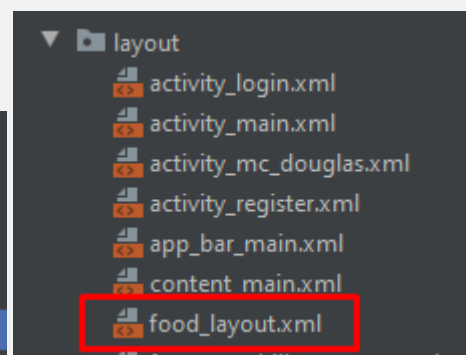 layout
activity_login.xml
activity_main.xml
activity_mc_douglas.xml
activity_register.xml
app_bar_main.xml
content_main.xml
food_layout.xml